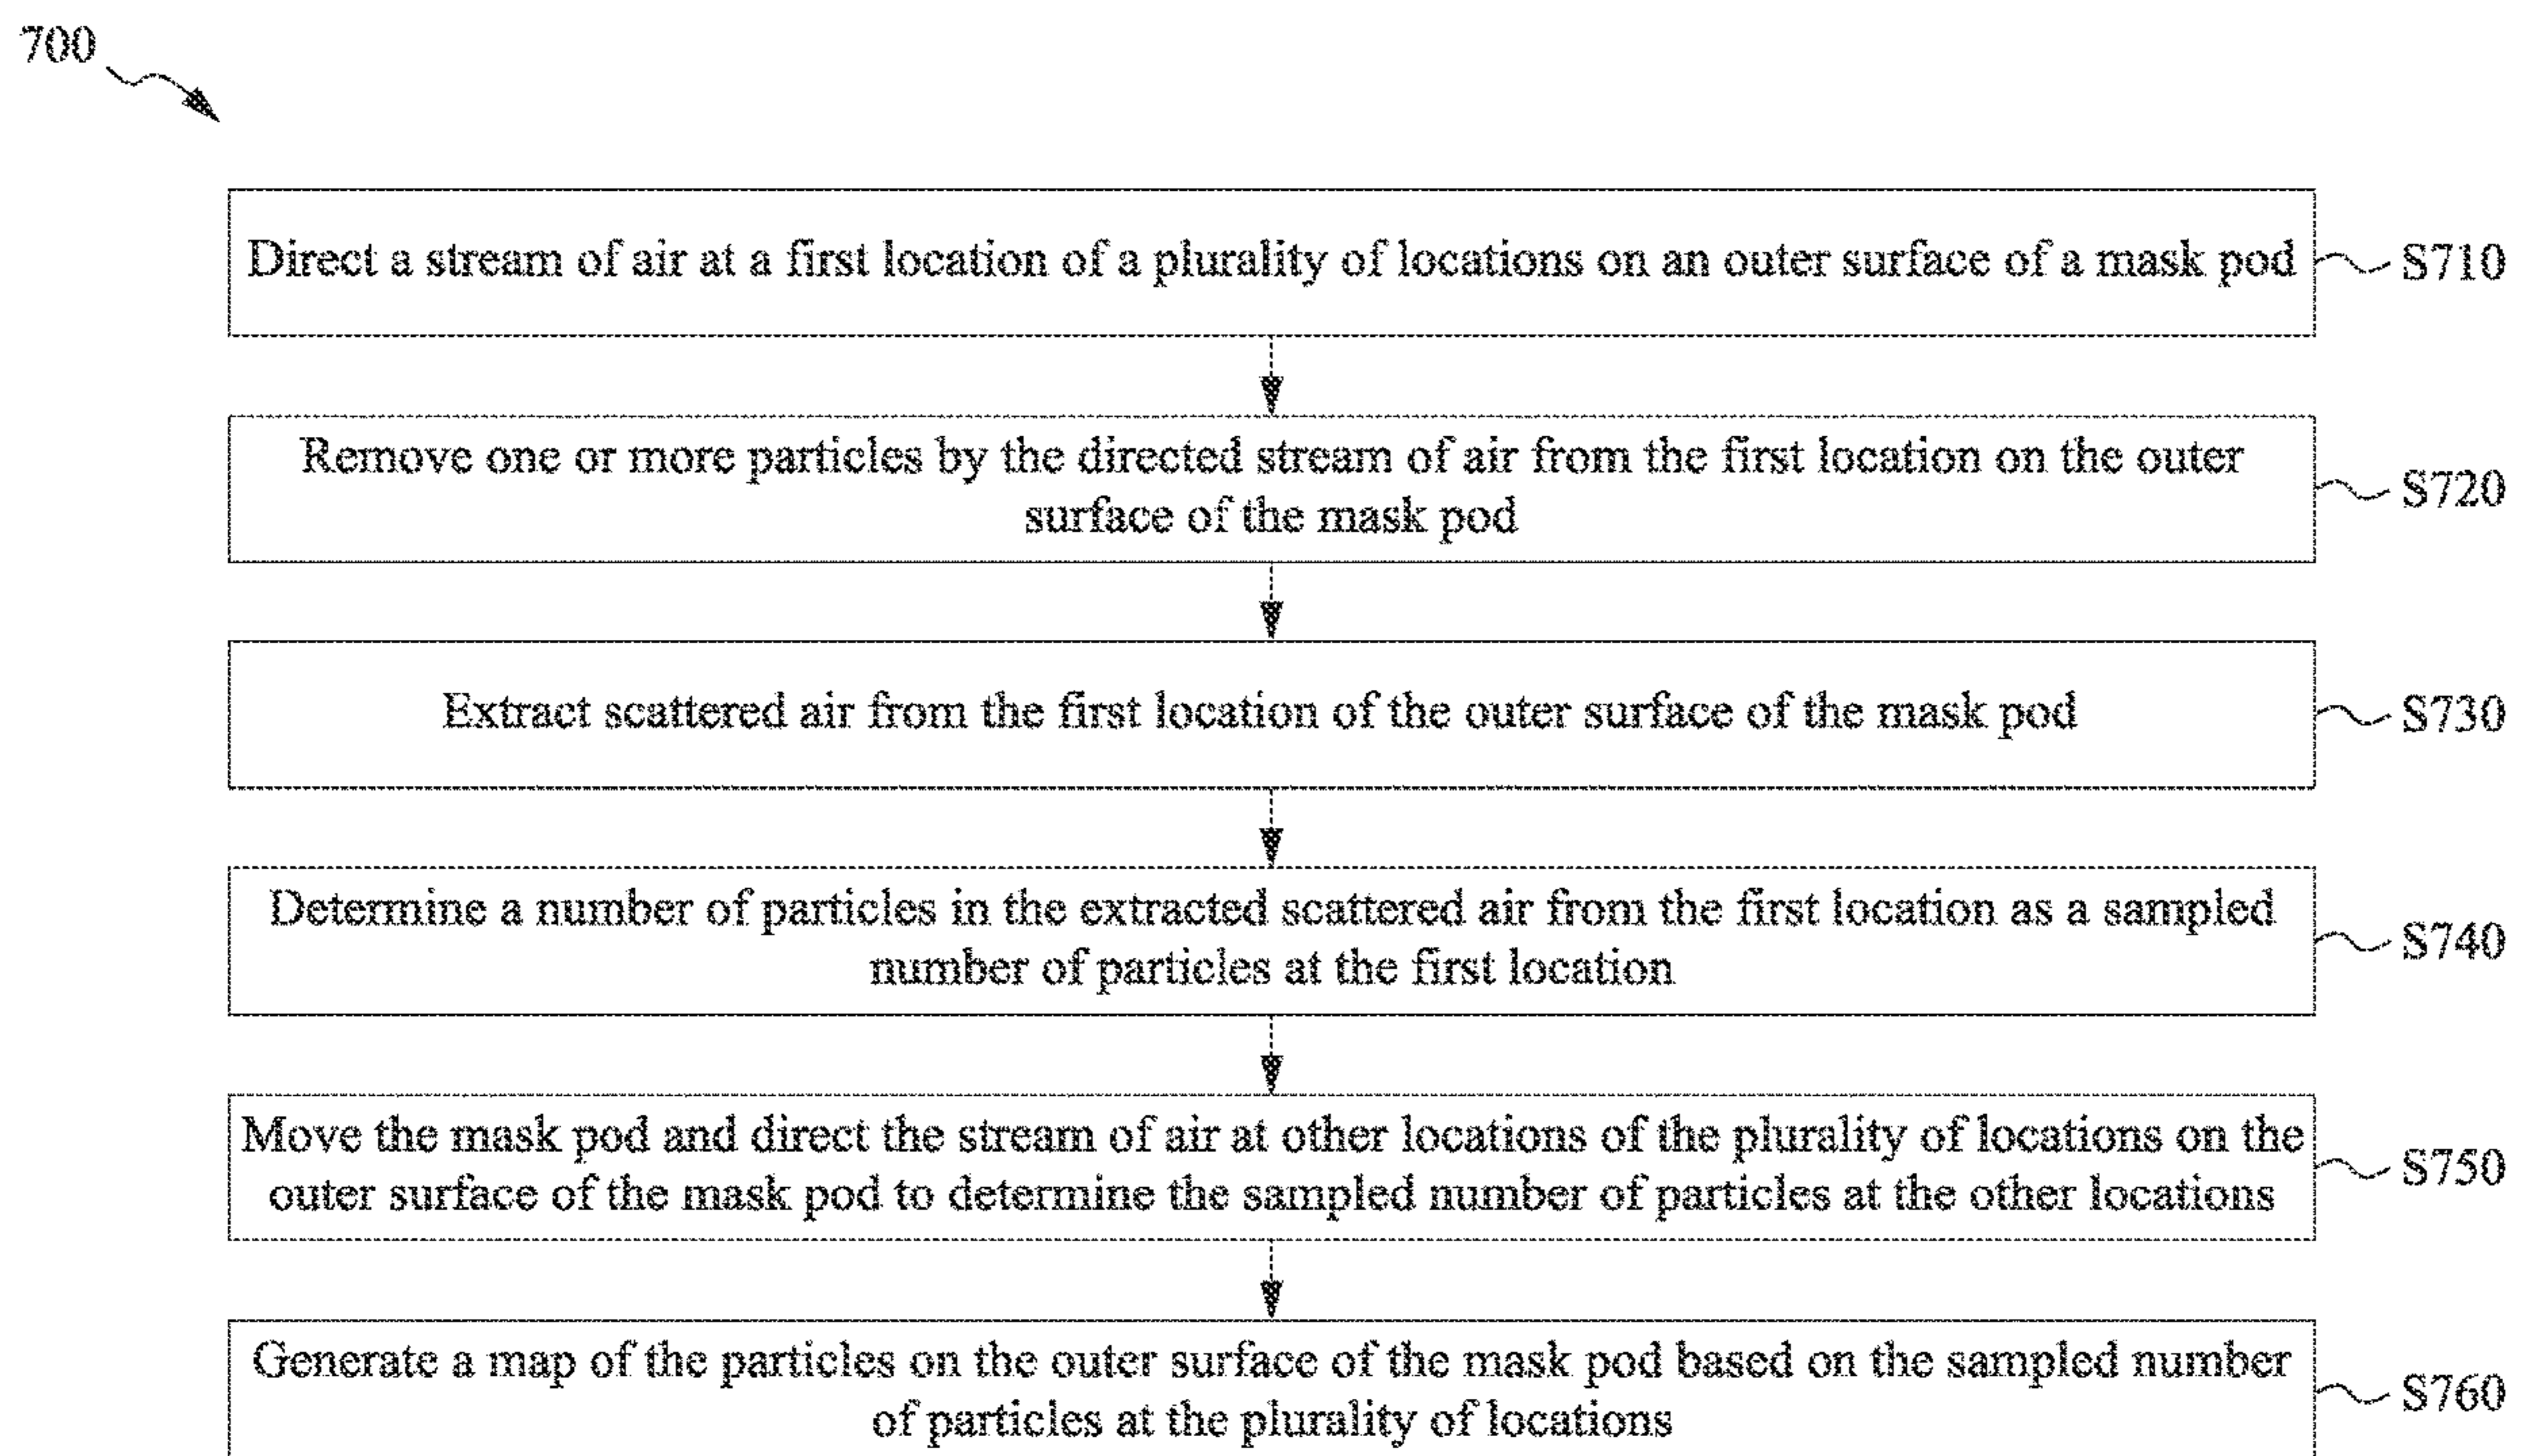 700
Direct a stream of air at a first location of a plurality of locations on an outer surface of a mask pod
S710
Remove one or more particles by the directed stream of air from the first location on the outer
surface of the mask pod
S720
Extract scattered air from the first location of the outer surface of the mask pod
S730
Determine a number of particles in the extracted scattered air from the first location as a sampled
number of particles at the first location
S740
Move the mask pod and direct the stream of air at other locations of the plurality of locations on the
outer surface of the mask pod to determine the sampled number of particles at the other locations
S750
Generate a map of the particles on the outer surface of the mask pod based on the sampled number
of particles at the plurality of locations
S760